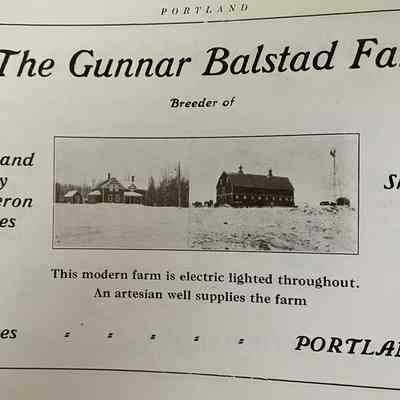 PORTLAND
The Gunnar Balstad Fa
Breeder of
and
y
eron
es
S
This modern farm is electric lighted throughout.
An artesian well supplies the farm
es
PORTLA